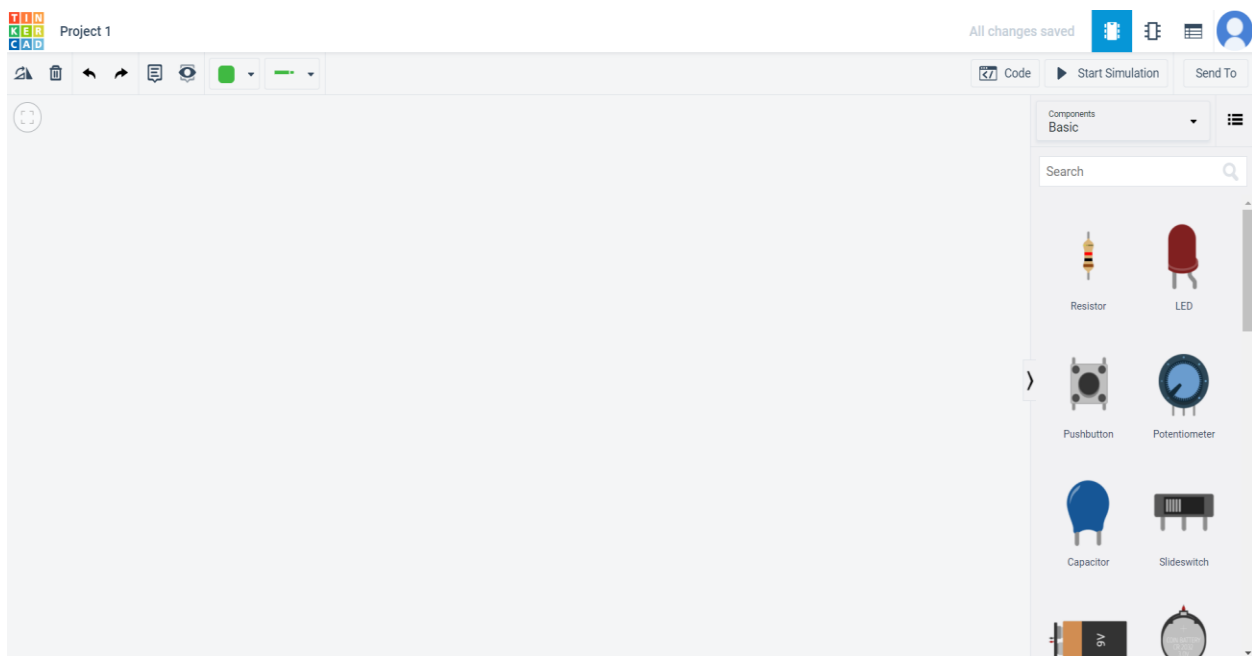 TIN
KER
CAD
Project 1
All changes saved
Code
Start Simulation
Send To
Components
Basic
Search
Resistor
LED
Pushbutton
Potentiometer
Capacitor
Slideswitch
9V